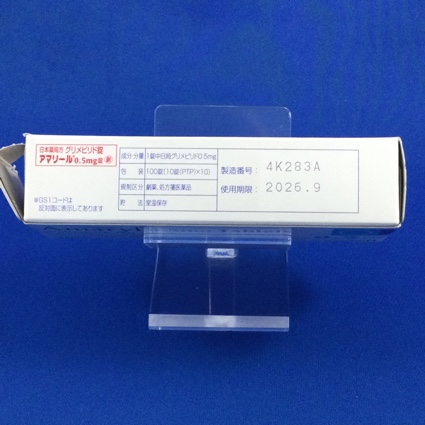 日本薬局方 グリメピリド錠
アマリール®0.5mg錠 劇
※GS1コードは
反対面に表示してあります
成分・分量 1錠中日局グリメピリド0.5mg
包装 100錠[10錠(PTP)×10]
規制区分 劇薬、処方箋医薬品
貯法 室温保存
製造番号: 4K283A
使用期限: 2026.9